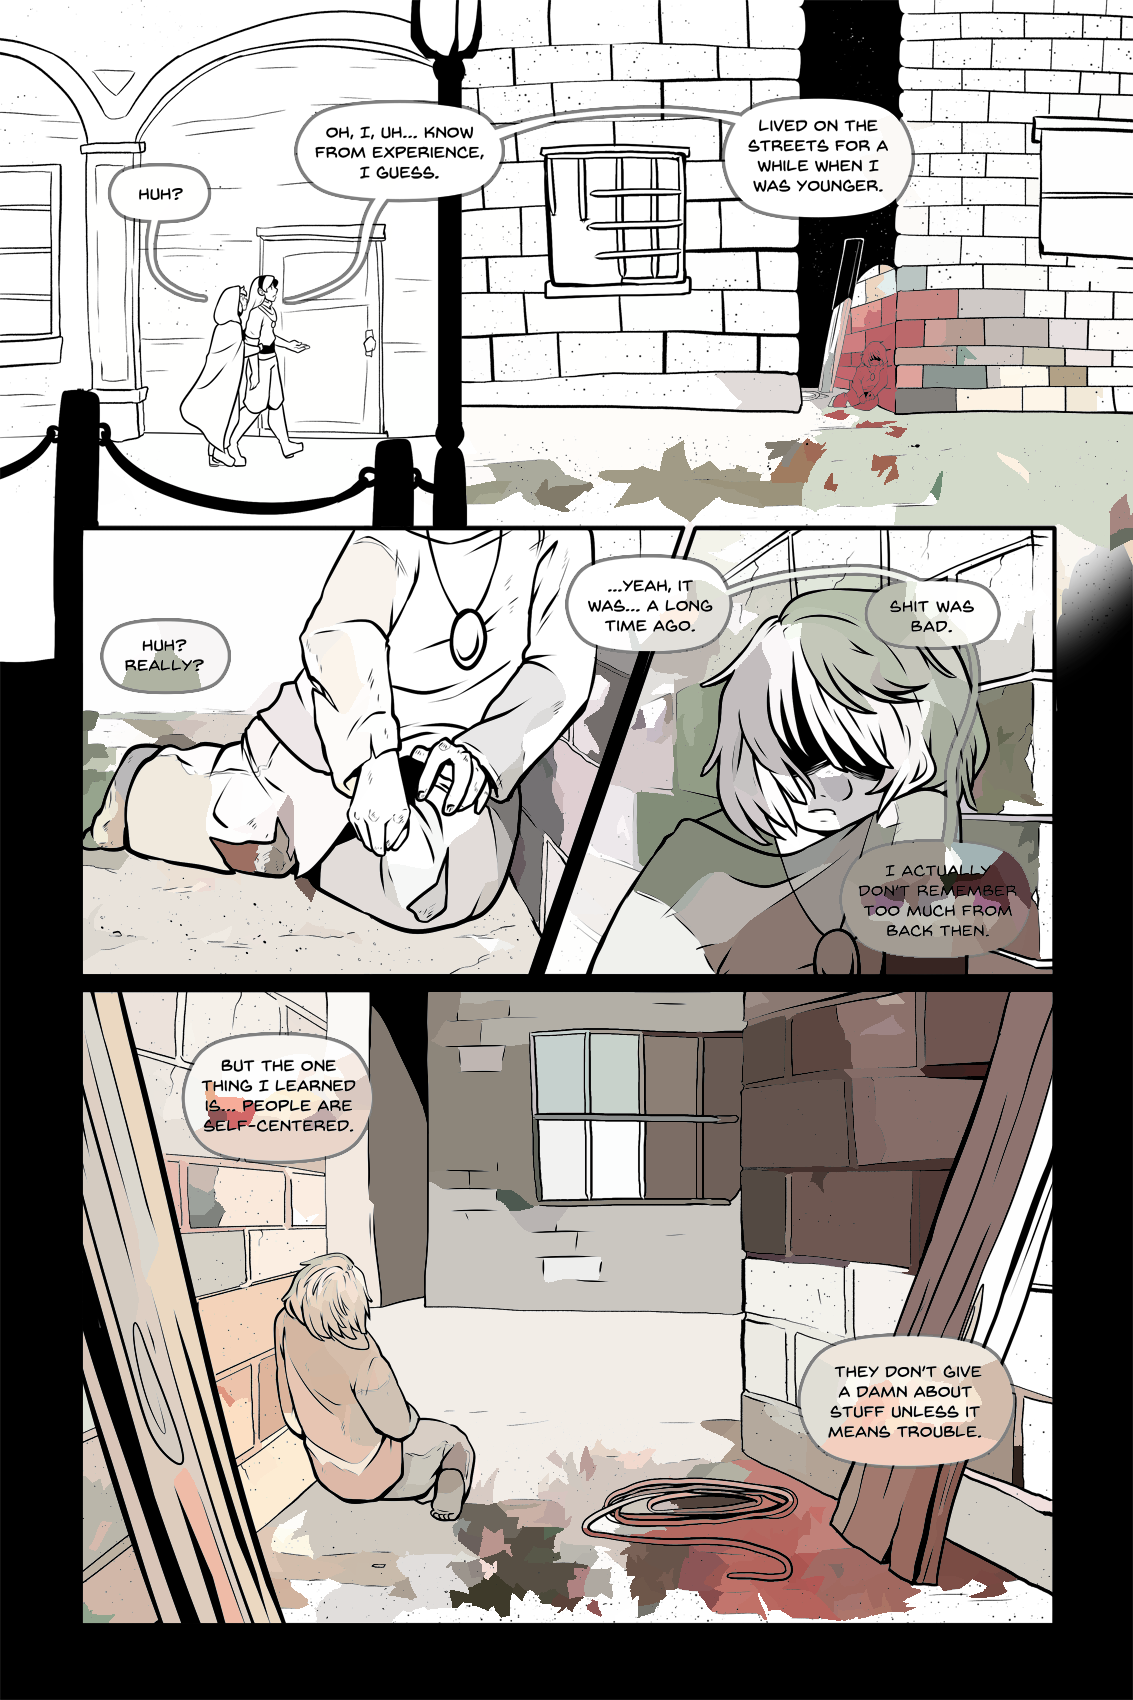 HUH?
OH, I, UH... KNOW
FROM EXPERIENCE,
I GUESS.
LIVED ON THE
STREETS FOR A
WHILE WHEN I
WAS YOUNGER.
HUH?
REALLY?
...YEAH, IT
WAS... A LONG
TIME AGO.
SHIT WAS
BAD.
I ACTUALLY
DON'T REMEMBER
TOO MUCH FROM
BACK THEN.
BUT THE ONE
THING I LEARNED
IS... PEOPLE ARE
SELF-CENTERED.
THEY DON'T GIVE
A DAMN ABOUT
STUFF UNLESS IT
MEANS TROUBLE.